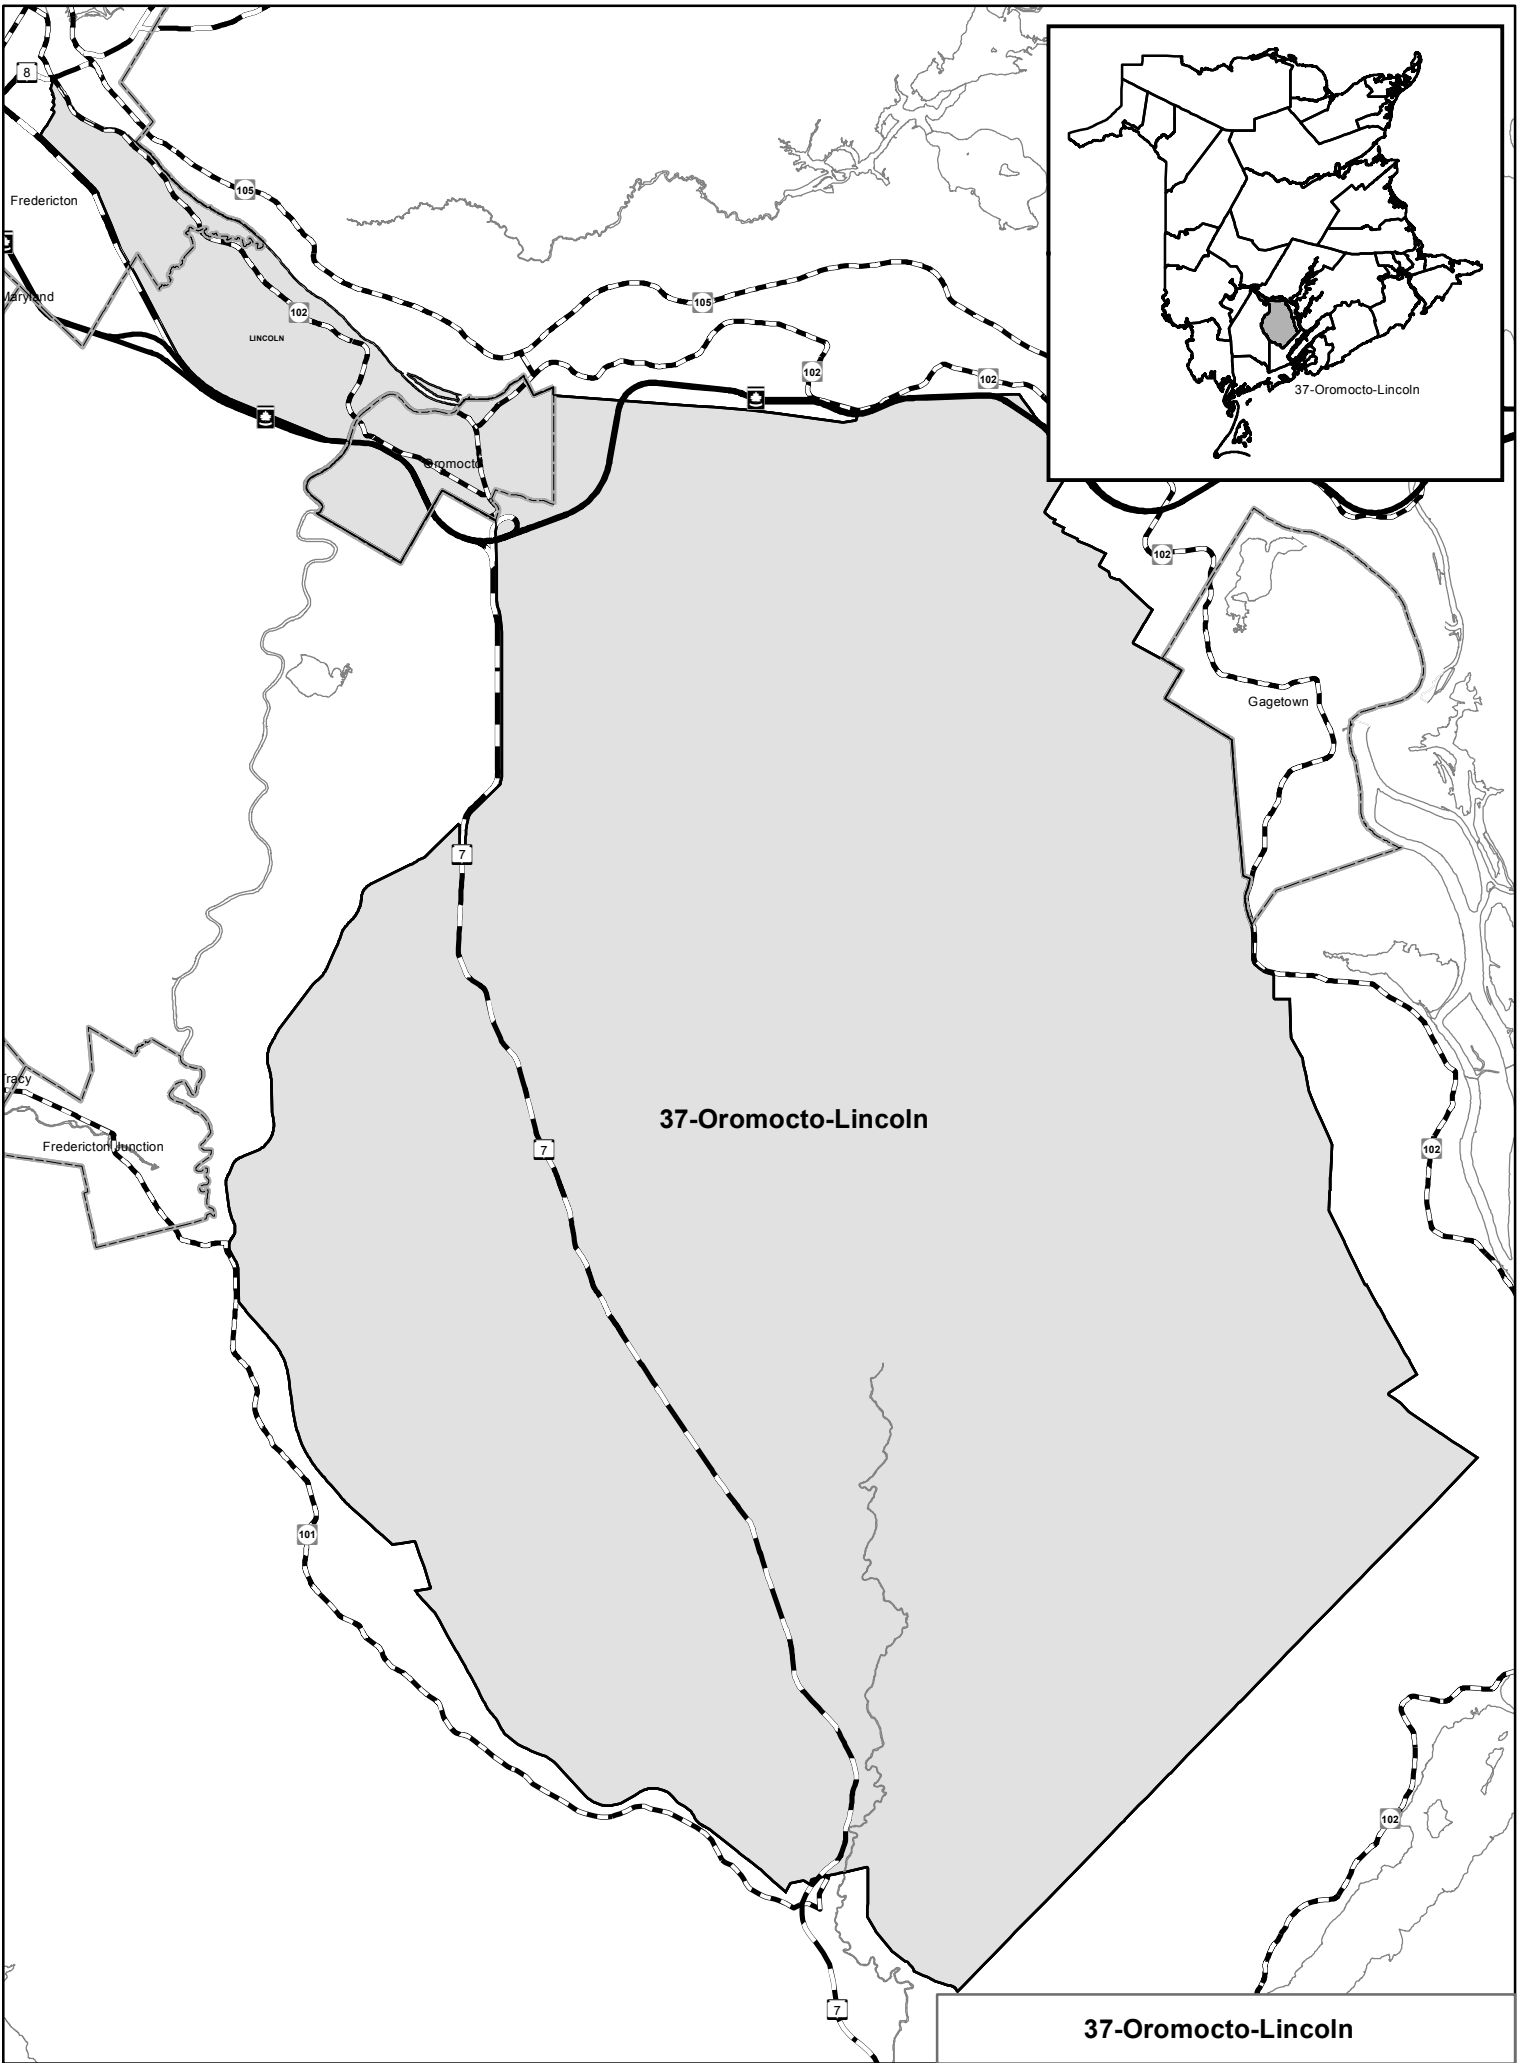 8
105
Fredericton
Maryland
102
LINCOLN
105
102
102
Oromocto
37-Oromocto-Lincoln
102
Gagetown
7
Tracy
Fredericton Junction
37-Oromocto-Lincoln
7
102
101
102
7
37-Oromocto-Lincoln